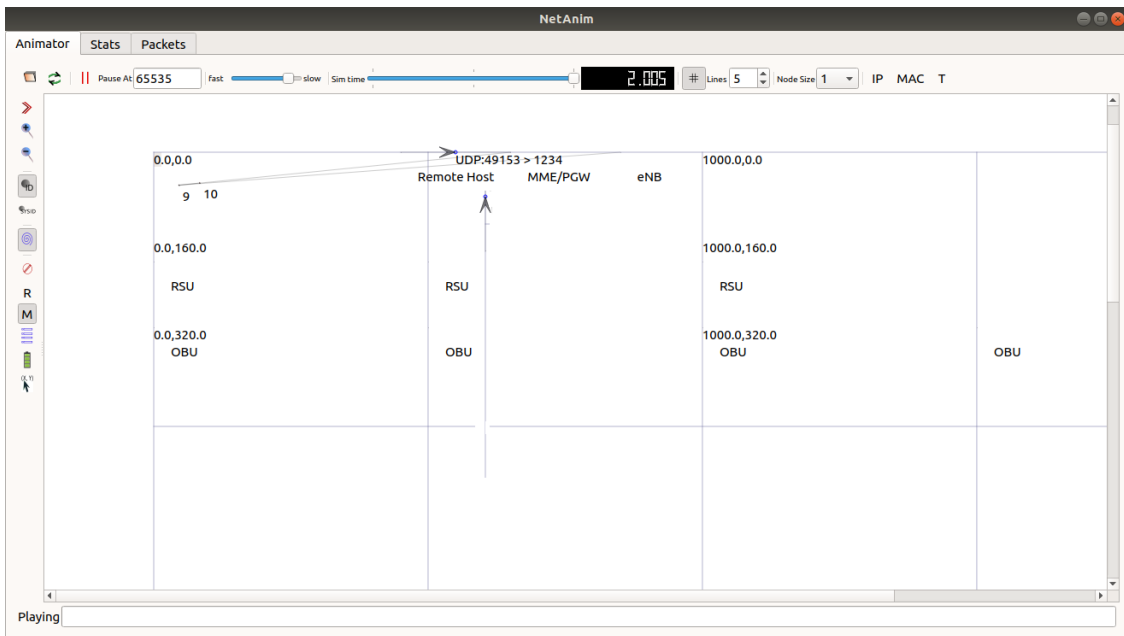 NetAnim
Animator Stats Packets
Pause At 65535 fast slow Sim time 2.005 # Lines 5 Node Size 1 IP MAC T
0.0,0.0 UDP:49153 > 1234 1000.0,0.0
Remote Host MME/PGW eNB
ID
9 10
SYSID
0.0,160.0 1000.0,160.0
RSU RSU RSU
R
M
0.0,320.0 1000.0,320.0
OBU OBU OBU OBU
(X, Y)
Playing